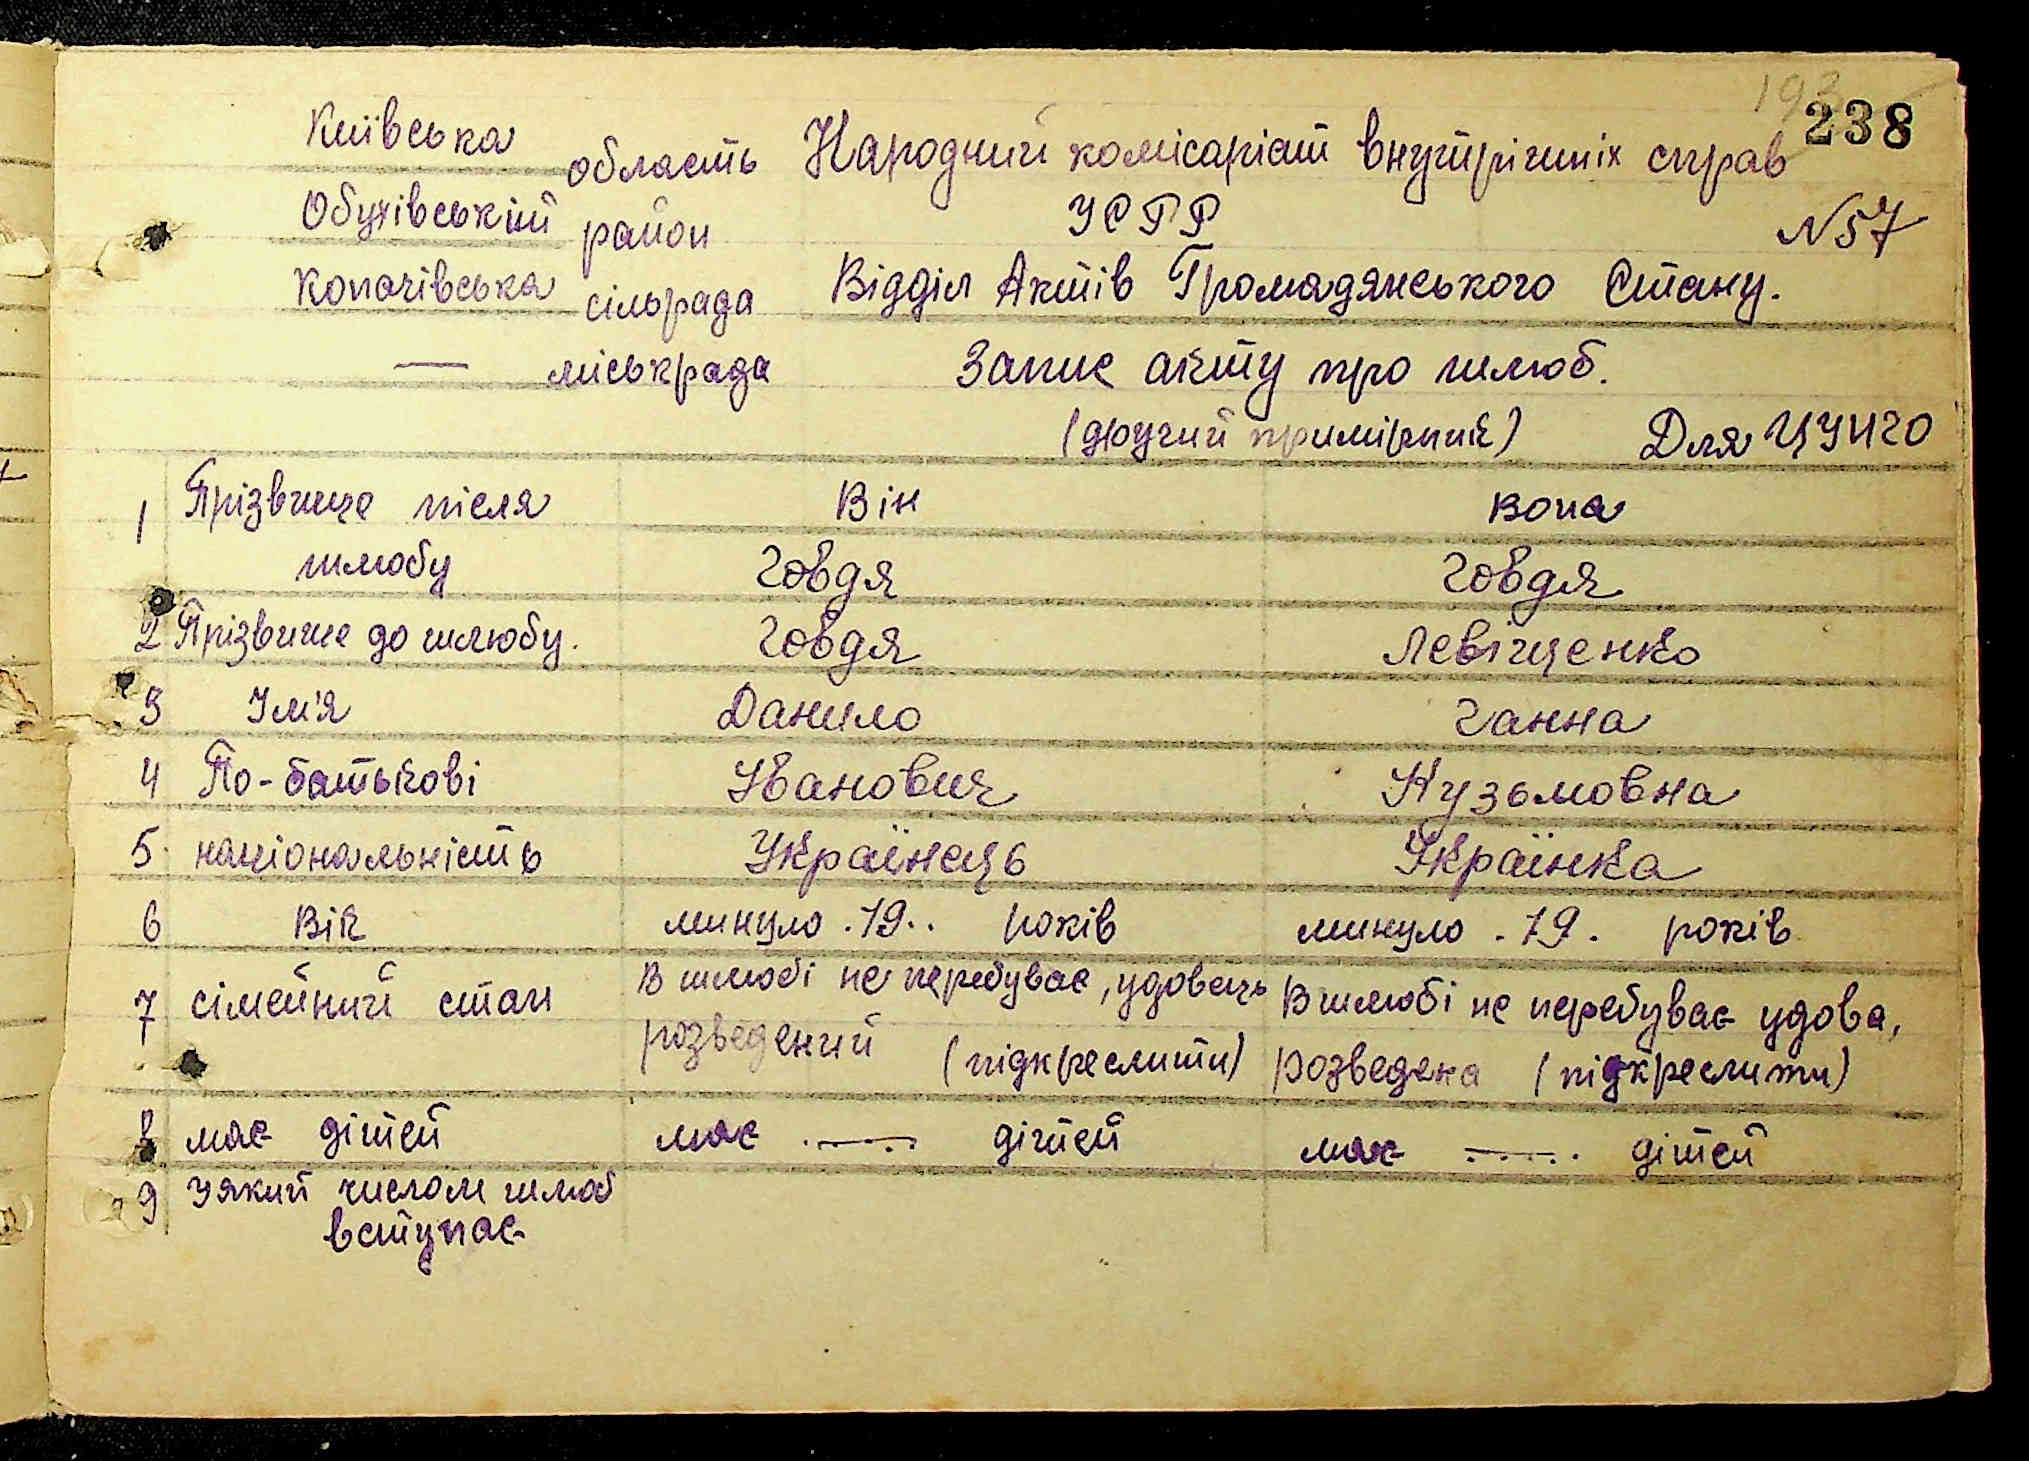 238
Київська область Народний комісаріят внутрішніх справ
Обухівський район УСРР N 57
Копачівська сільрада Відділ Актів Громадянського Стану.
— міськрада Запис акту про шлюб.
(другий примірник) Для ЦУНГО
1 Прізвище після шлюбу Він Вона
Говдя Говдя
2 Прізвище до шлюбу. Говдя Левіщенко
3 Ім'я Данило Ганна
4 По-батькові Іванович Кузьмовна
5. національність Українець Українка
6 Вік минуло .19.. років минуло .19. років
7 сімейний стан В шлюбі не перебуває, удовець розведений (підкреслити) В шлюбі не перебуває удова, розведена (підкреслити)
8 має дітей має ..—... дітей має ..—... дітей
9 У який числом шлюб вступає